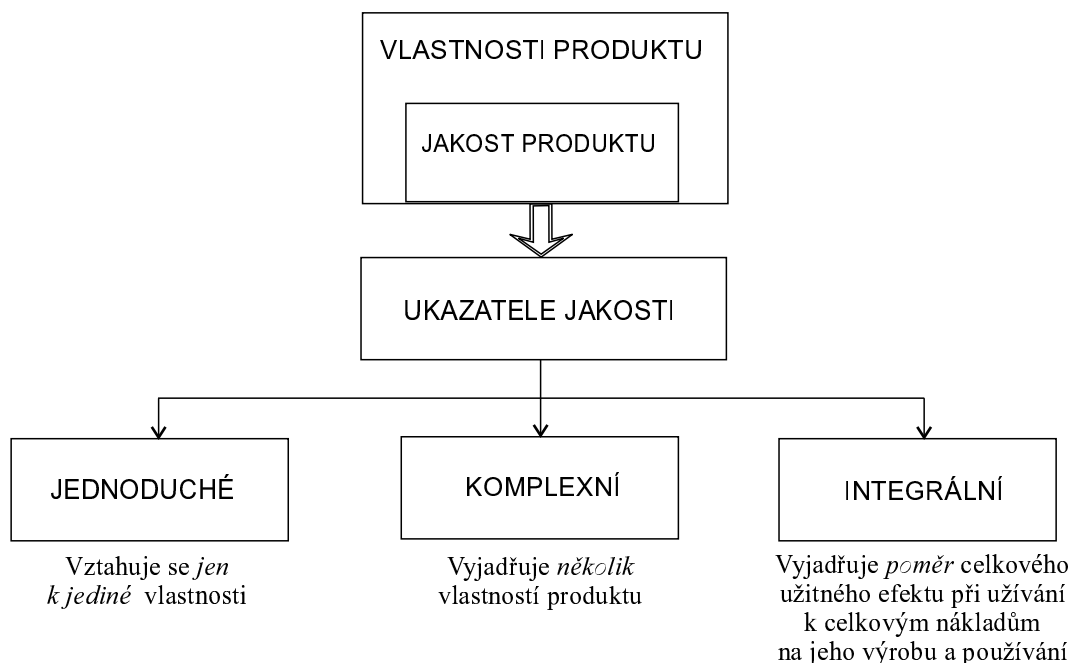 VLASTNOSTI PRODUKTU
JAKOST PRODUKTU
UKAZATELE JAKOSTI
JEDNODUCHÉ
Vztahuje se jen
k jediné vlastnosti
KOMPLEXNÍ
Vyjadřuje několik
vlastností produktu
INTEGRÁLNÍ
Vyjadřuje poměr celkového
užitného efektu při užívání
k celkovým nákladům
na jeho výrobu a používání